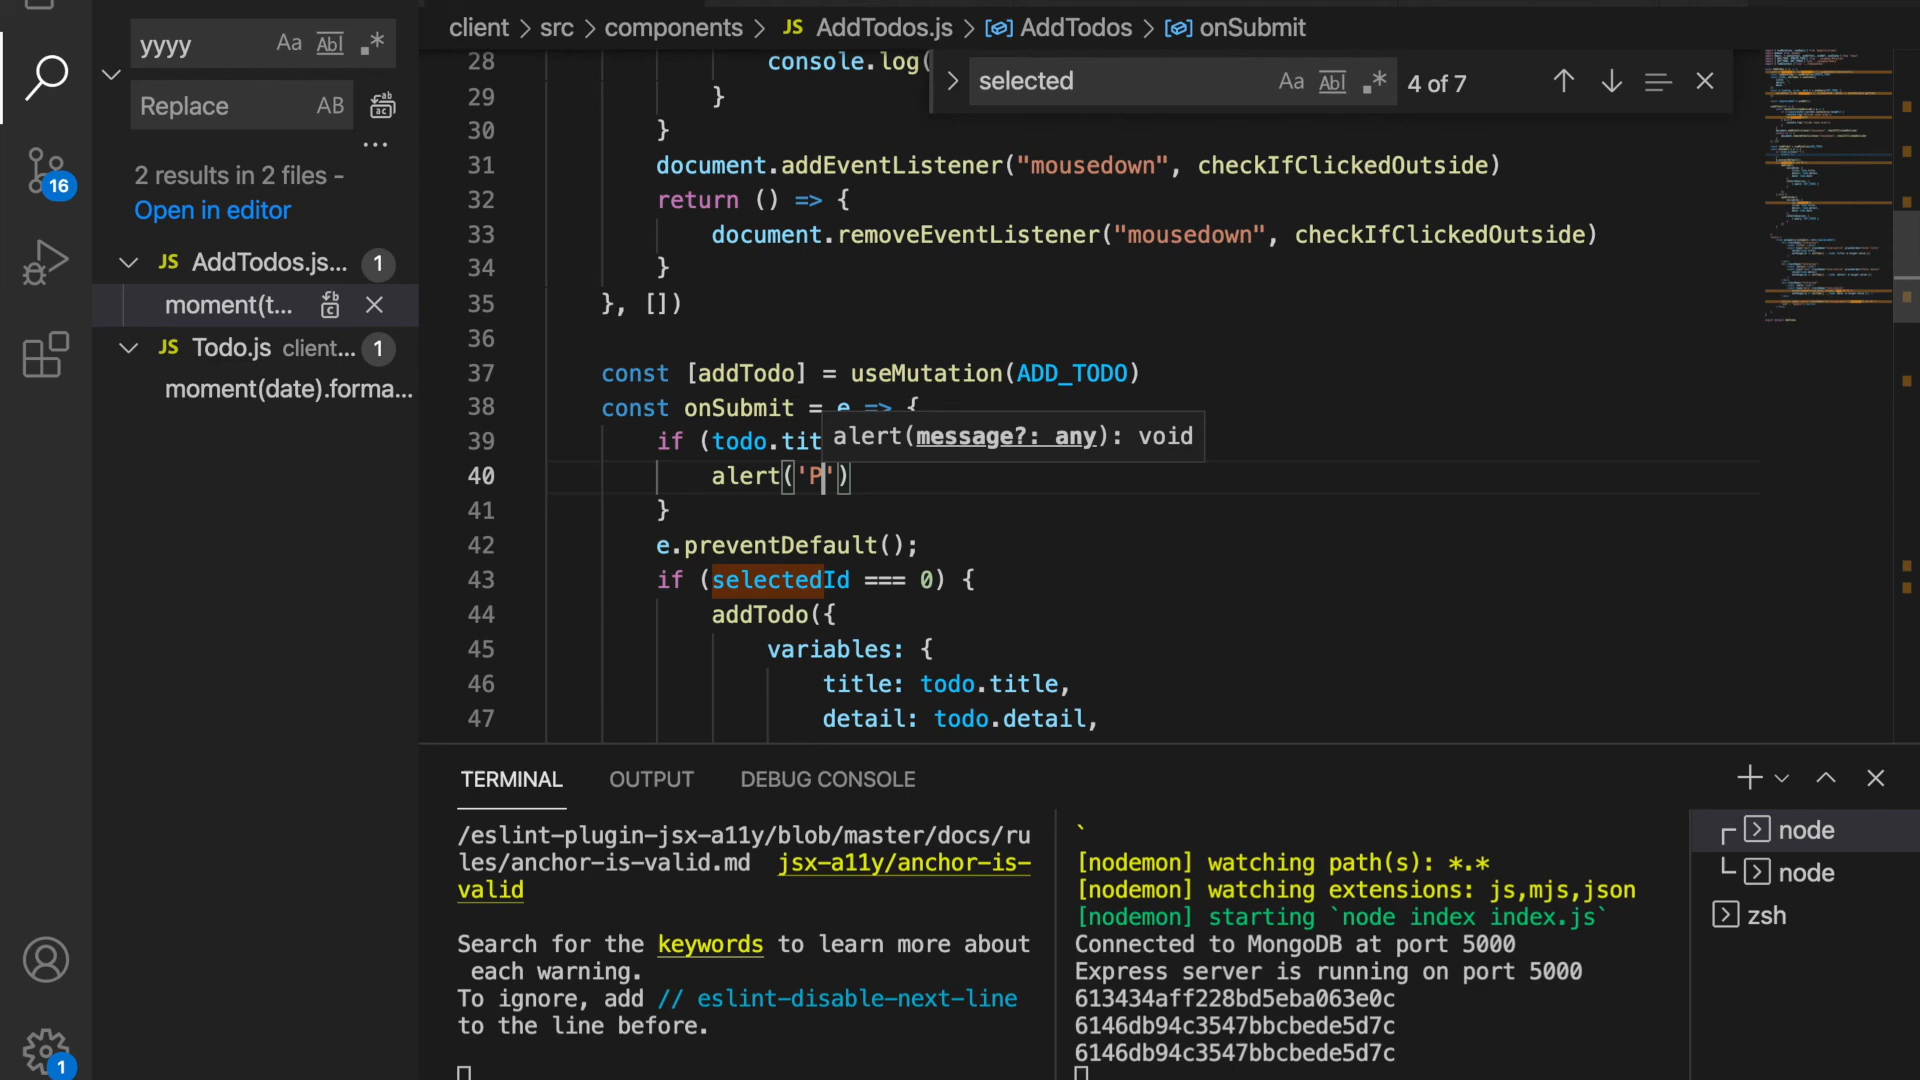 yyyy
Aa
Abl
.*
Replace
AB
...
2 results in 2 files -
Open in editor
JS AddTodos.js... 1
moment(t...
JS Todo.js client... 1
moment(date).forma...
16
1
client > src > components > JS AddTodos.js > AddTodos > onSubmit
selected Aa Abl .* 4 of 7
28 console.log(
29 }
30 }
31 document.addEventListener("mousedown", checkIfClickedOutside)
32 return () => {
33 document.removeEventListener("mousedown", checkIfClickedOutside)
34 }
35 }, [])
36
37 const [addTodo] = useMutation(ADD_TODO)
38 const onSubmit = e => {
39 if (todo.tit
alert(message?: any): void
40 alert('P')
41 }
42 e.preventDefault();
43 if (selectedId === 0) {
44 addTodo({
45 variables: {
46 title: todo.title,
47 detail: todo.detail,
TERMINAL OUTPUT DEBUG CONSOLE
/eslint-plugin-jsx-a11y/blob/master/docs/ru
les/anchor-is-valid.md jsx-a11y/anchor-is-
valid
Search for the keywords to learn more about
each warning.
To ignore, add // eslint-disable-next-line
to the line before.
`
[nodemon] watching path(s): *.*
[nodemon] watching extensions: js,mjs,json
[nodemon] starting `node index index.js`
Connected to MongoDB at port 5000
Express server is running on port 5000
613434aff228bd5eba063e0c
6146db94c3547bbcbede5d7c
6146db94c3547bbcbede5d7c
node
node
zsh